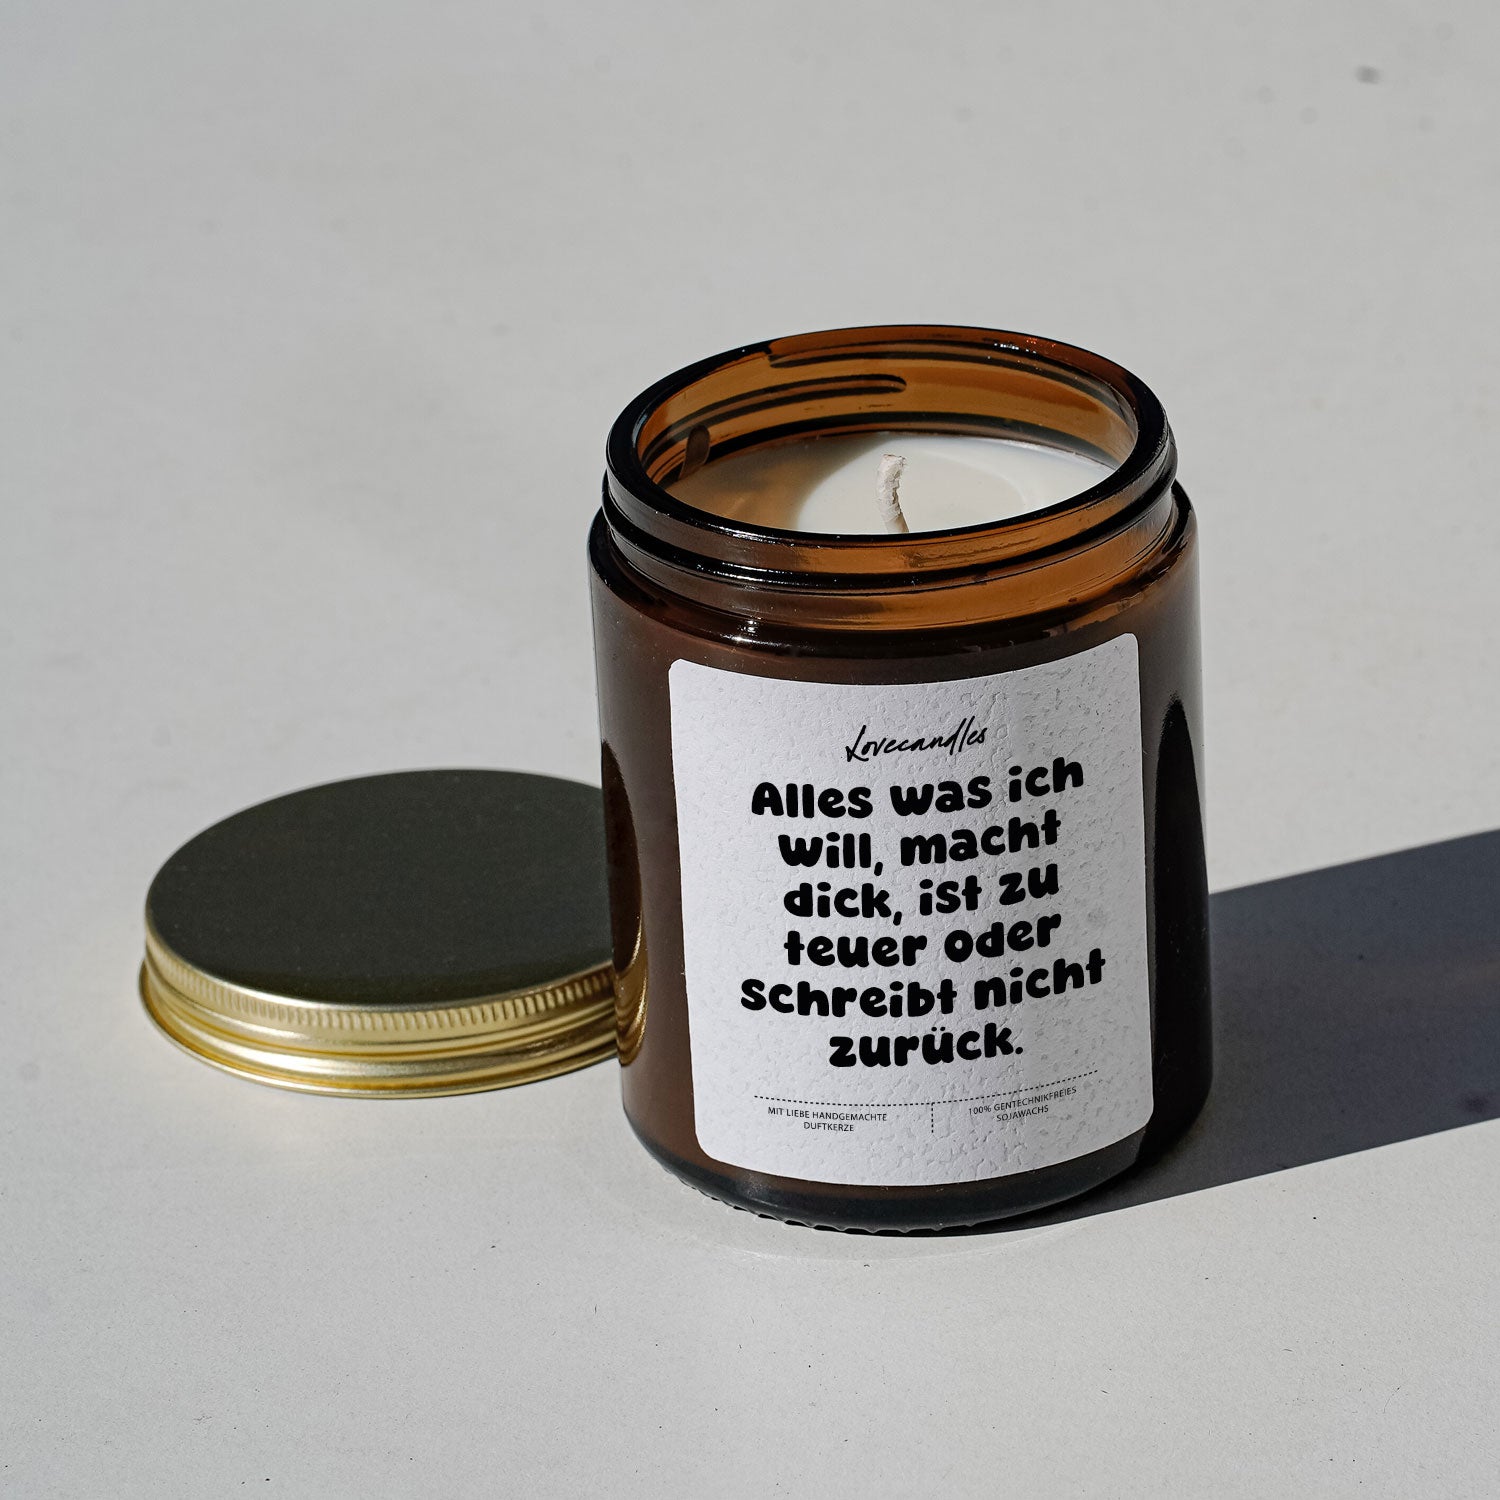 Lovecandles
Alles was ich
will, macht
dick, ist zu
teuer oder
schreibt nicht
zurück.
MIT LIEBE HANDGEMACHTE
DUFTKERZE
100% GENTECHNIKFREIES
SOJAWACHS